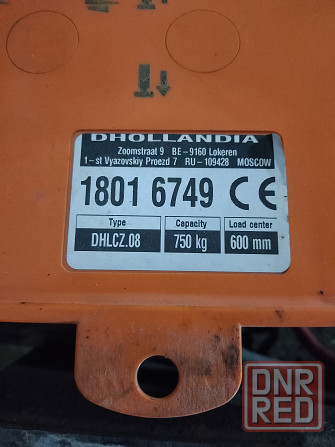 DHOLLANDIA
Zoomstraat 9 BE-9160 Lokeren
1-st Vyazovskiy Proezd 7 RU-109428 MOSCOW
1801 6749 CE
Type Capacity Load center
DHLCZ.08 750 kg 600 mm
DNR
RED